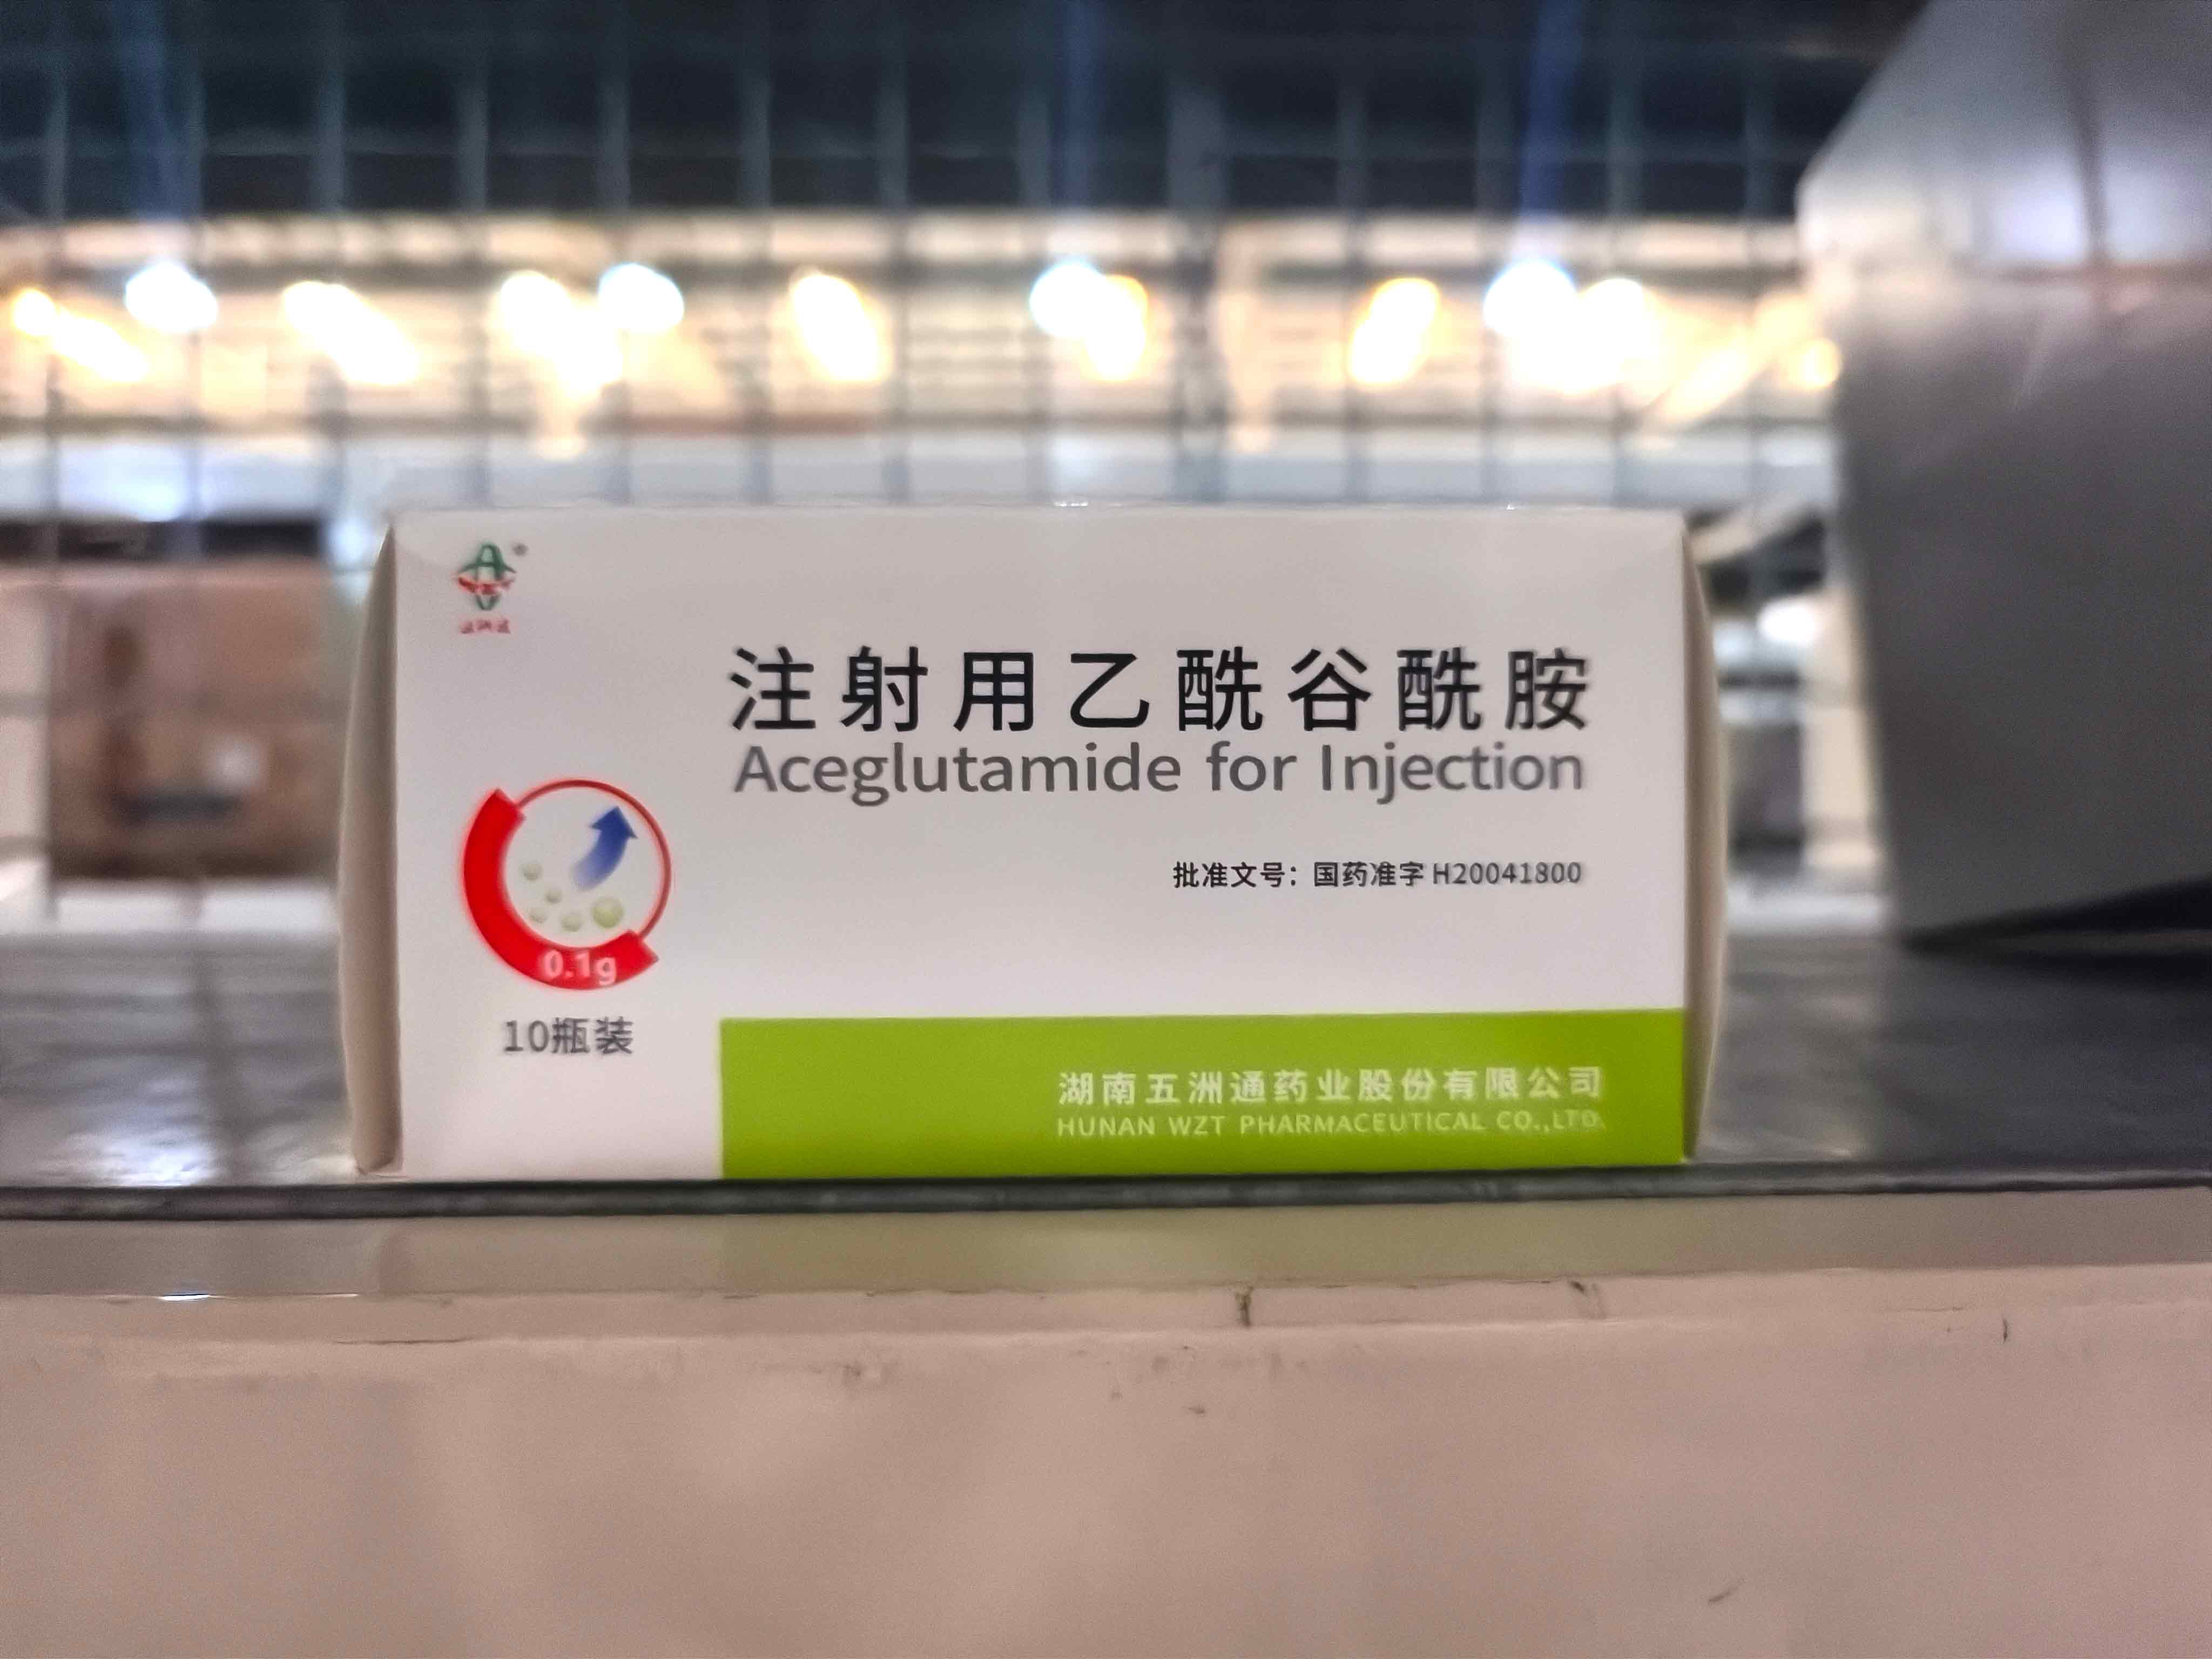 注射用乙酰谷酰胺
Aceglutamide for Injection
批准文号：国药准字 H20041800
0.1g
10瓶装
湖南五洲通药业股份有限公司
HUNAN WZT PHARMACEUTICAL CO.,LTD.